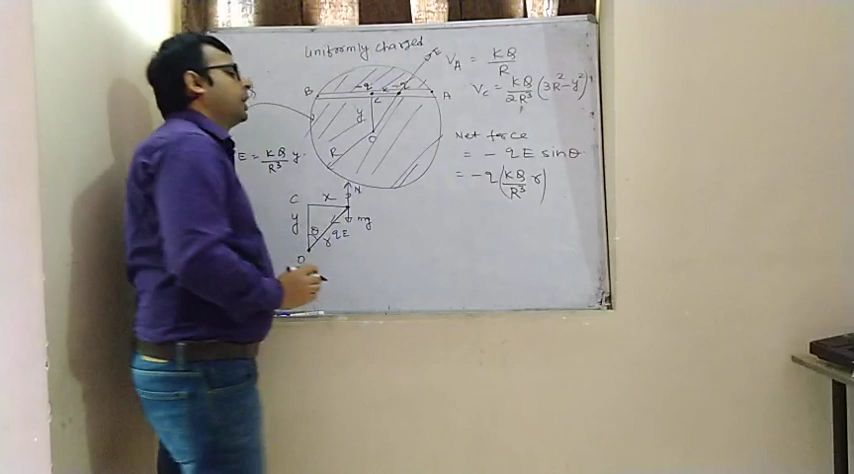 Uniformly charged
V_A = KQ/R
V_C = KQ/2R³ (3R² - y²)
B -q -q A
C
E
y
O
R
E = KQ/R³ y
Net force
= - qE sinθ
= - q(KQ/R³ r)
N
C x
y mg
θ r qE
O